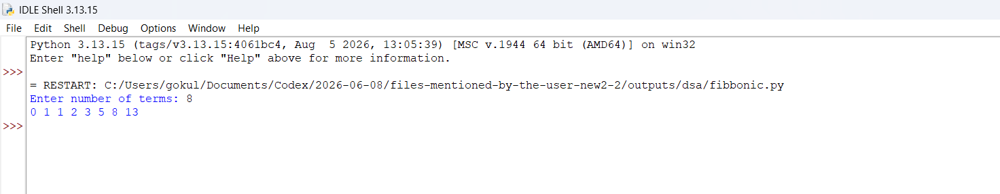 IDLE Shell 3.13.15
File Edit Shell Debug Options Window Help
Python 3.13.15 (tags/v3.13.15:4061bc4, Aug  5 2026, 13:05:39) [MSC v.1944 64 bit (AMD64)] on win32
Enter "help" below or click "Help" above for more information.
>>>
= RESTART: C:/Users/gokul/Documents/Codex/2026-06-08/files-mentioned-by-the-user-new2-2/outputs/dsa/fibbonic.py
Enter number of terms: 8
0 1 1 2 3 5 8 13
>>>